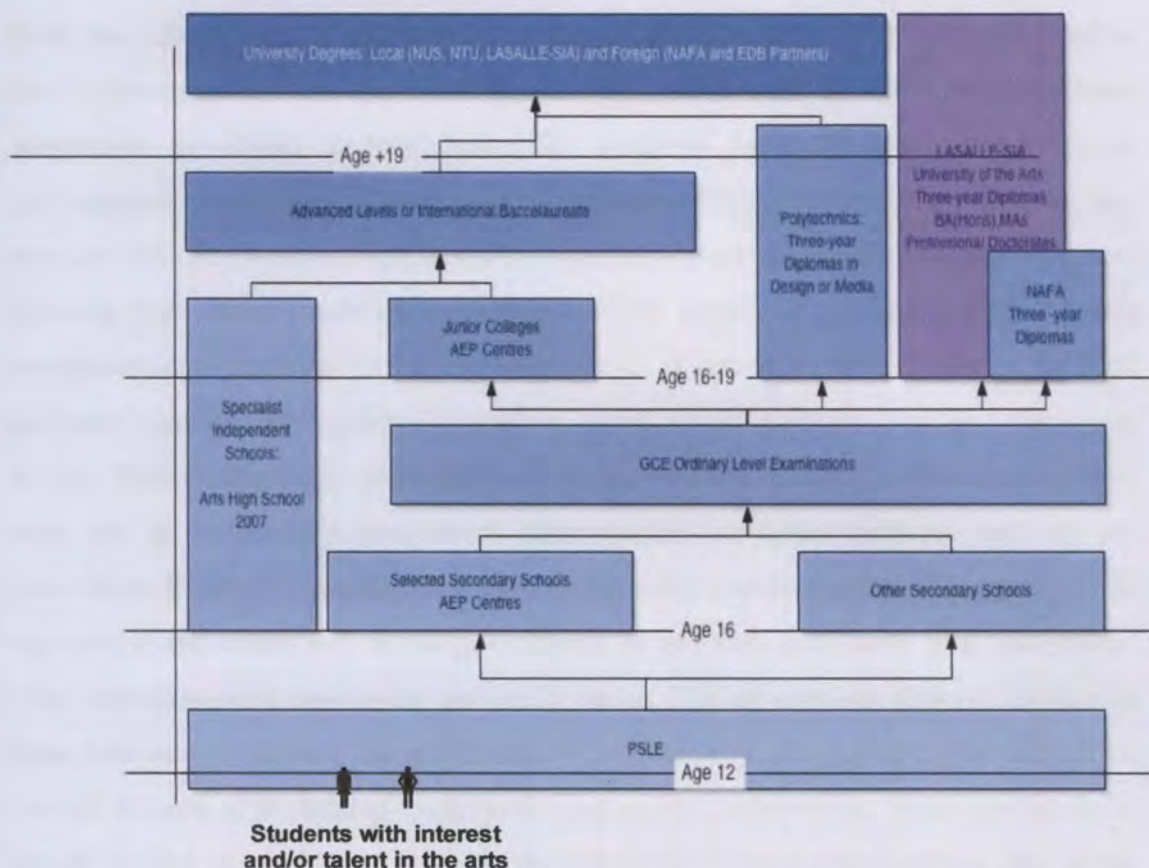 University Degrees: Local (NUS, NTU, LASALLE-SIA) and Foreign (NAFA and EDB Partners)
Age +19
LASALLE-SIA
University of the Arts
Three-year Diplomas
BA(Hons),MAs
Professional Doctorates
Advanced Levels or International Baccalaureate
Polytechnics:
Three-year
Diplomas in
Design or Media
NAFA
Three -year
Diplomas
Junior Colleges
AEP Centres
Age 16-19
Specialist
Independent
Schools:
Arts High School
2007
GCE Ordinary Level Examinations
Selected Secondary Schools
AEP Centres
Other Secondary Schools
Age 16
PSLE
Age 12
Students with interest
and/or talent in the arts